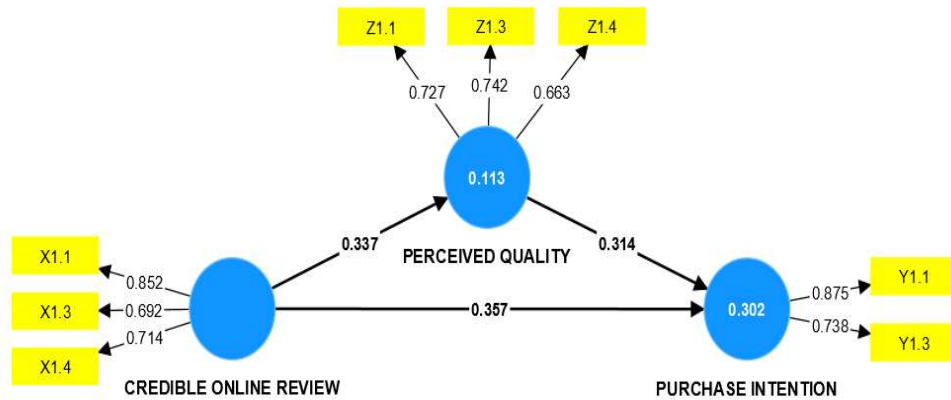 Z1.1
Z1.3
Z1.4
0.727
0.742
0.663
0.113
PERCEIVED QUALITY
0.337
0.314
X1.1
X1.3
X1.4
0.852
0.692
0.714
0.357
0.302
0.875
0.738
Y1.1
Y1.3
CREDIBLE ONLINE REVIEW
PURCHASE INTENTION